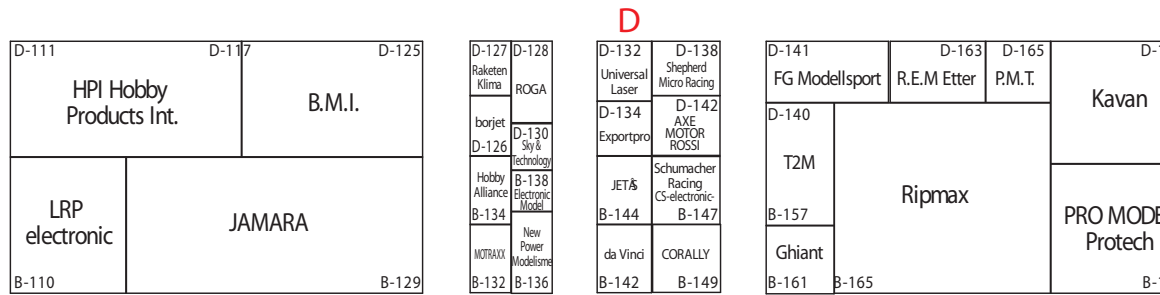 D
D-111
D-117
D-125
HPI Hobby
Products Int.
B.M.I.
LRP
electronic
JAMARA
B-110
B-129
D-127
D-128
Raketen
Klima
ROGA
borjet
D-126
D-130
Sky &
Technology
Hobby
Alliance
B-134
B-138
Electronic
Model
MOTRAXX
B-132
New
Power
Modelisme
B-136
D-132
D-138
Universal
Laser
Shepherd
Micro Racing
D-134
Exportpro
D-142
AXE
MOTOR
ROSSI
B-144
Schumacher
Racing
CS-electronic-
B-147
da Vinci
B-142
CORALLY
B-149
D-141
FG Modellsport
D-163
R.E.M Etter
D-165
P.M.T.
Kavan
D-140
T2M
B-157
Ripmax
Ghiant
B-161
B-165
PRO MODE
Protech